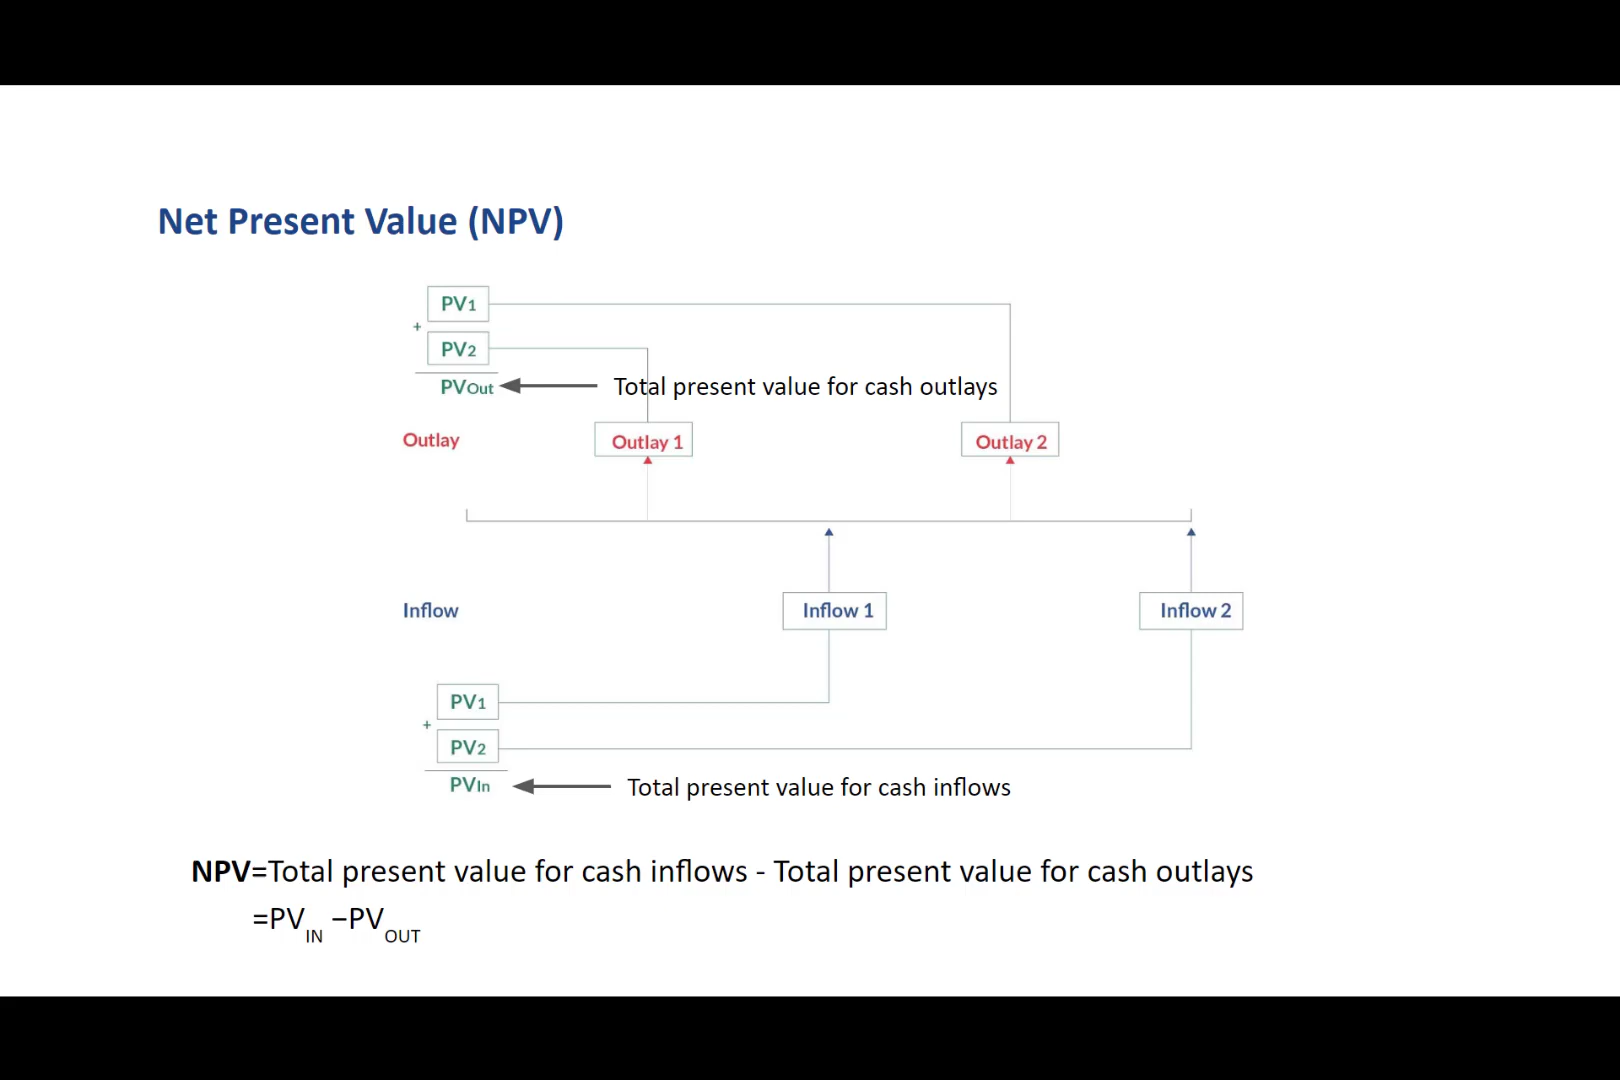 Net Present Value (NPV)
PV1
+
PV2
PVOut
Total present value for cash outlays
Outlay
Outlay 1
Outlay 2
Inflow
Inflow 1
Inflow 2
PV1
+
PV2
PVIn
Total present value for cash inflows
NPV=Total present value for cash inflows - Total present value for cash outlays
=PVIN −PVOUT